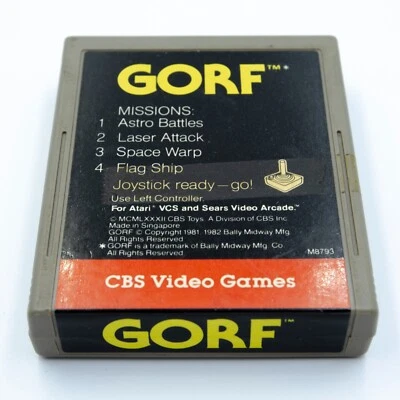 GORF™*
MISSIONS:
1 Astro Battles
2 Laser Attack
3 Space Warp
4 Flag Ship
Joystick ready – go!
Use Left Controller.
For Atari® VCS and Sears Video Arcade.™
© MCMLXXXII CBS Toys. A Division of CBS Inc.
Made in Singapore.
GORF © Copyright 1981, 1982 Bally Midway Mfg.
All Rights Reserved
* GORF is a trademark of Bally Midway Mfg. Co
All Rights Reserved. M8793
CBS Video Games
GORF™